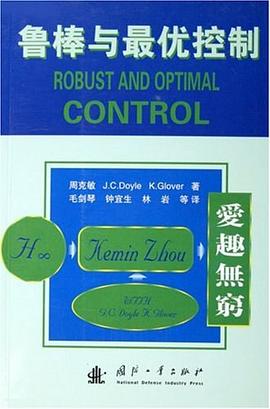 鲁棒与最优控制
ROBUST AND OPTIMAL
CONTROL
周克敏 J.C.Doyle K.Glover 著
毛剑琴 钟宜生 林岩 等译
H∞
Kemin Zhou
With
J.C. Doyle K. Glover
愛趣無窮
国防工业出版社
National Defense Industry Press